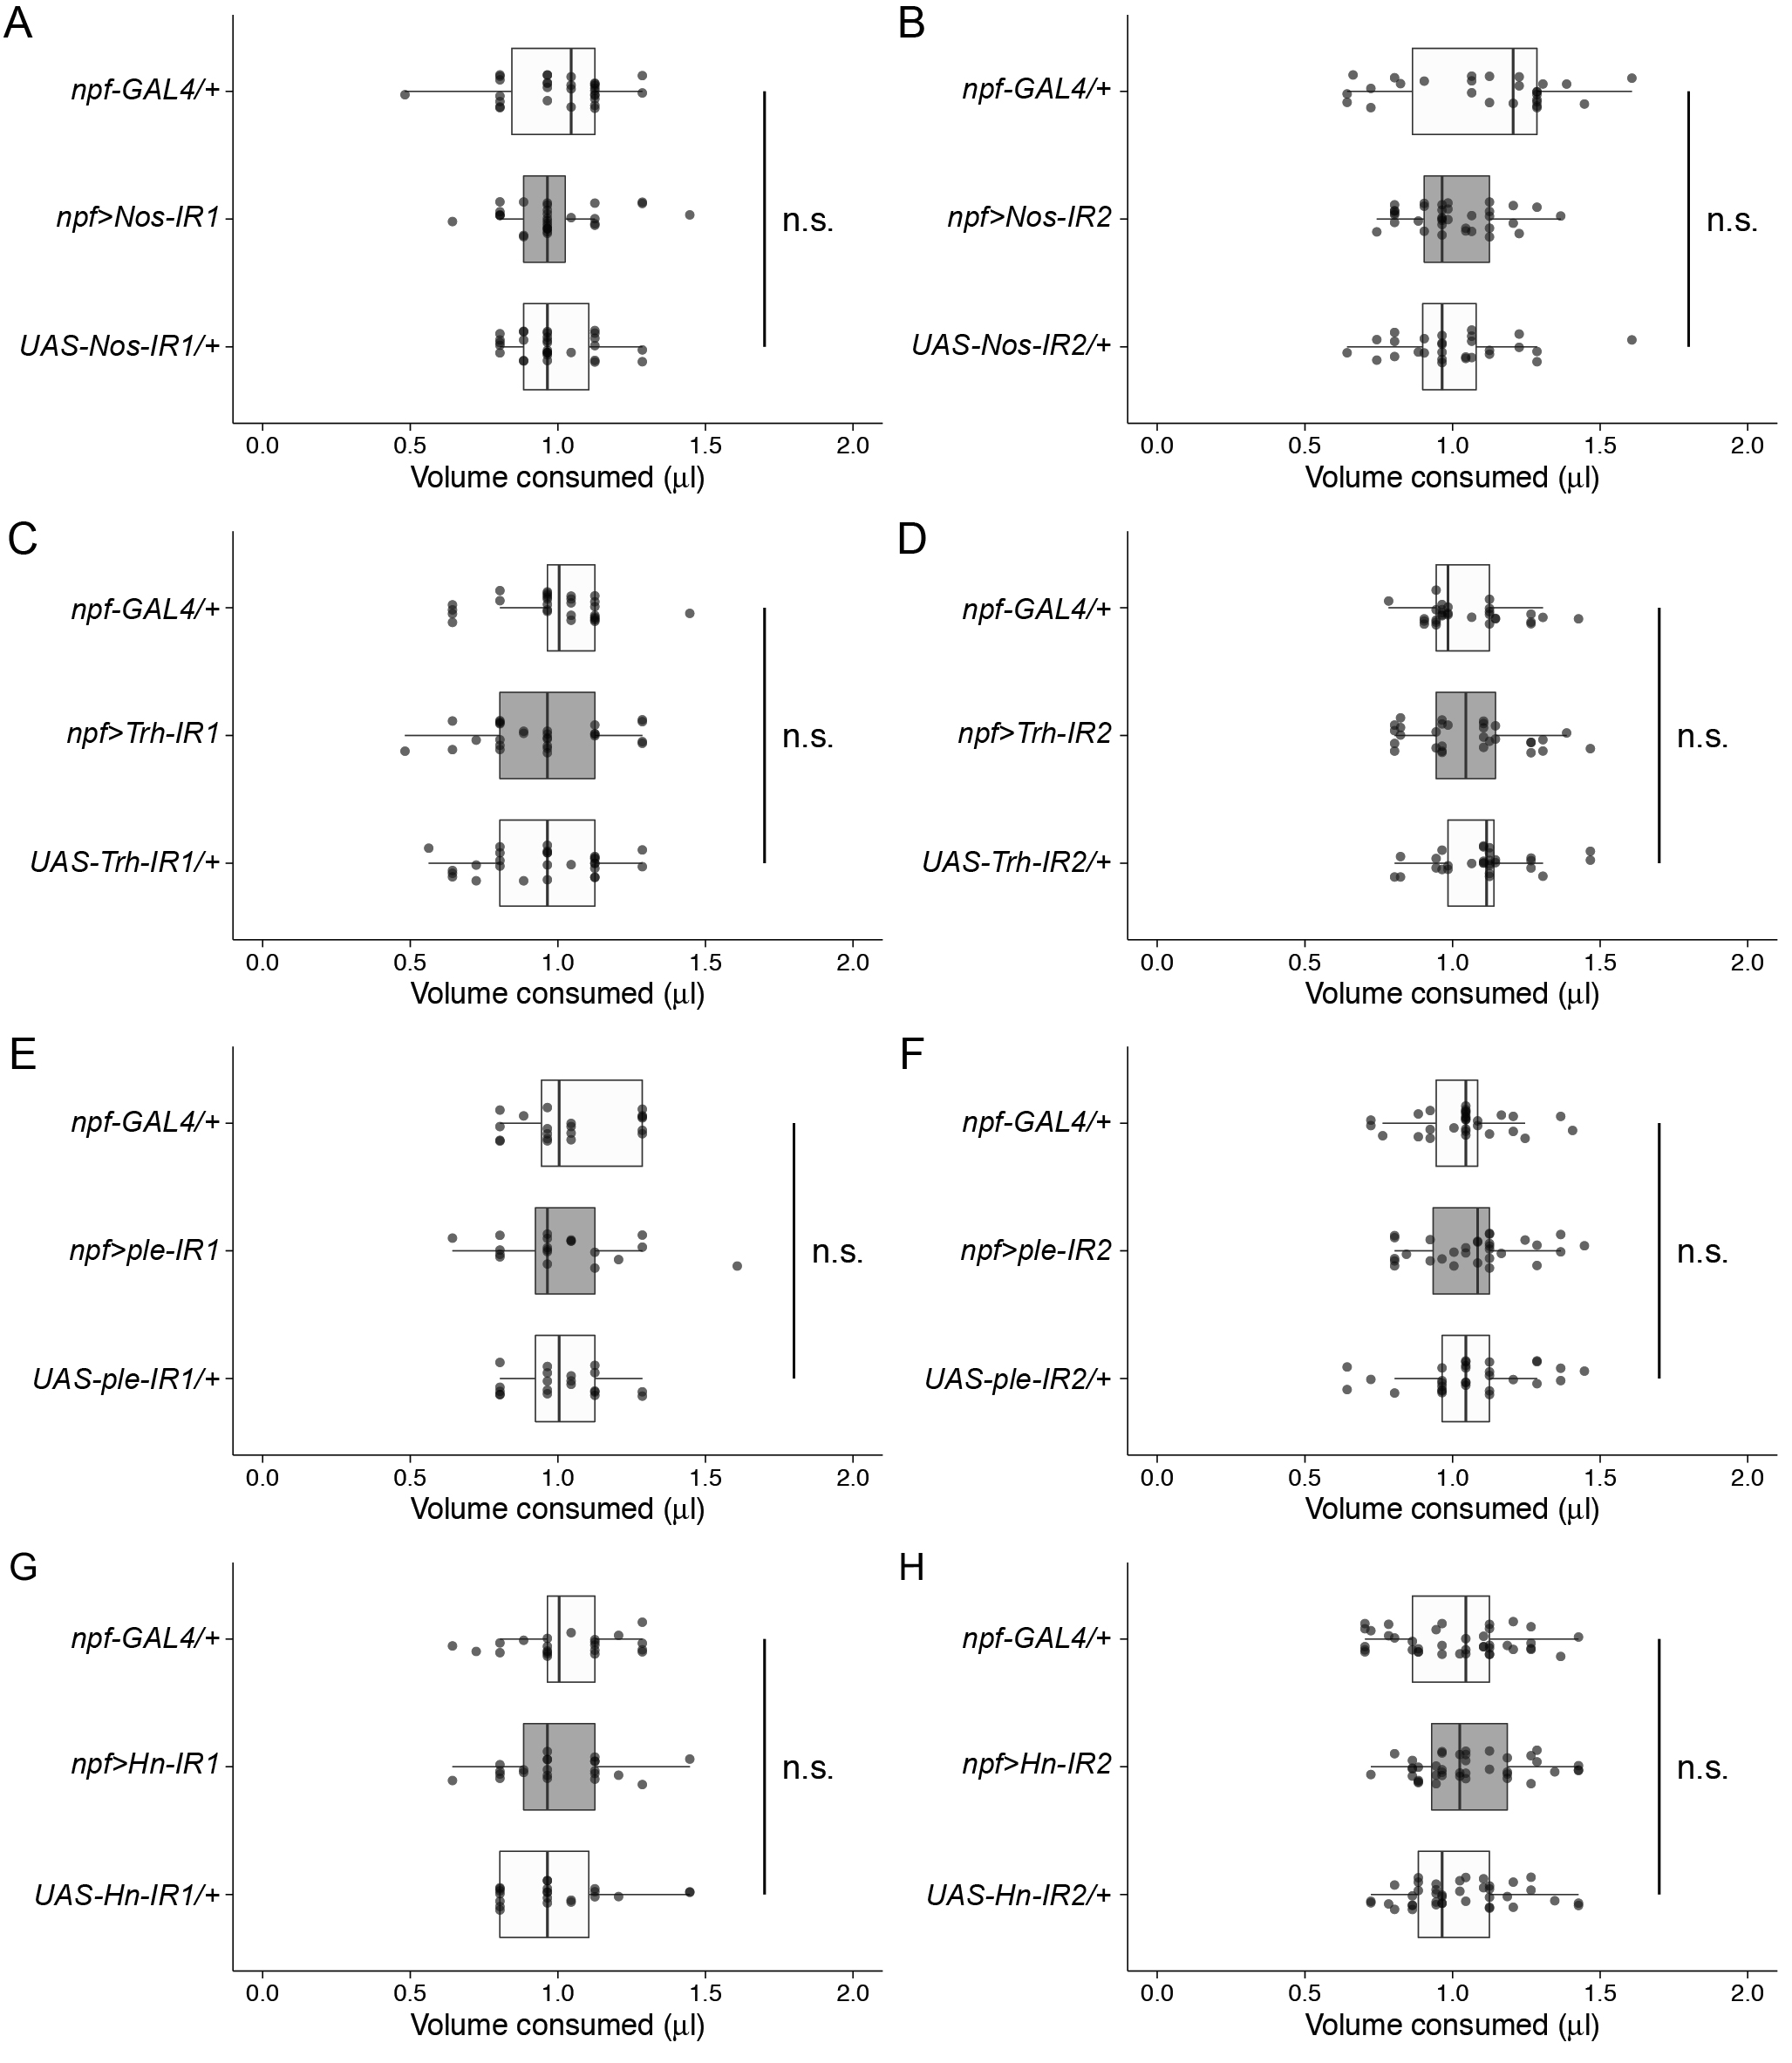 A
npf-GAL4/+
npf>Nos-IR1
UAS-Nos-IR1/+
n.s.
0.0 0.5 1.0 1.5 2.0
Volume consumed (μl)
B
npf-GAL4/+
npf>Nos-IR2
UAS-Nos-IR2/+
n.s.
0.0 0.5 1.0 1.5 2.0
Volume consumed (μl)
C
npf-GAL4/+
npf>Trh-IR1
UAS-Trh-IR1/+
n.s.
0.0 0.5 1.0 1.5 2.0
Volume consumed (μl)
D
npf-GAL4/+
npf>Trh-IR2
UAS-Trh-IR2/+
n.s.
0.0 0.5 1.0 1.5 2.0
Volume consumed (μl)
E
npf-GAL4/+
npf>ple-IR1
UAS-ple-IR1/+
n.s.
0.0 0.5 1.0 1.5 2.0
Volume consumed (μl)
F
npf-GAL4/+
npf>ple-IR2
UAS-ple-IR2/+
n.s.
0.0 0.5 1.0 1.5 2.0
Volume consumed (μl)
G
npf-GAL4/+
npf>Hn-IR1
UAS-Hn-IR1/+
n.s.
0.0 0.5 1.0 1.5 2.0
Volume consumed (μl)
H
npf-GAL4/+
npf>Hn-IR2
UAS-Hn-IR2/+
n.s.
0.0 0.5 1.0 1.5 2.0
Volume consumed (μl)